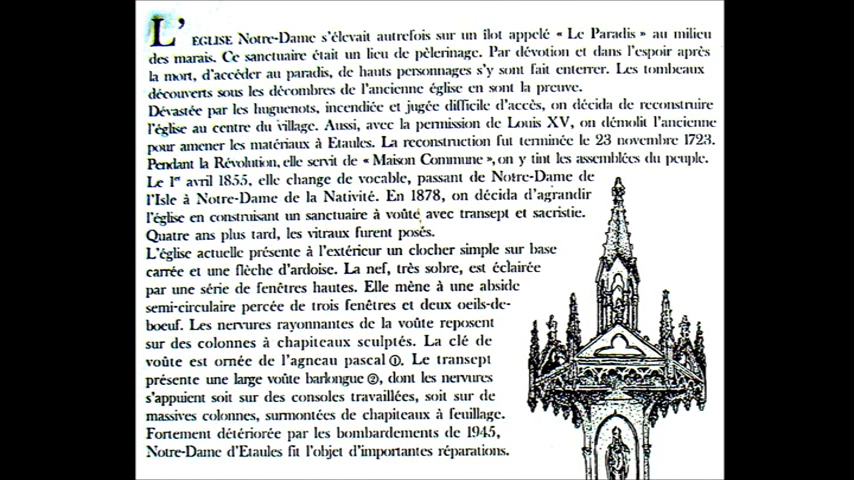 L'ÉGLISE Notre-Dame s'élevait autrefois sur un îlot appelé « Le Paradis » au milieu
des marais. Ce sanctuaire était un lieu de pèlerinage. Par dévotion et dans l'espoir après
la mort, d'accéder au paradis, de hauts personnages s'y sont fait enterrer. Les tombeaux
découverts sous les décombres de l'ancienne église en sont la preuve.
Dévastée par les huguenots, incendiée et jugée difficile d'accès, on décida de reconstruire
l'église au centre du village. Aussi, avec la permission de Louis XV, on démolit l'ancienne
pour amener les matériaux à Etaules. La reconstruction fut terminée le 23 novembre 1723.
Pendant la Révolution, elle servit de « Maison Commune », on y tint les assemblées du peuple.
Le 1er avril 1855, elle change de vocable, passant de Notre-Dame de
l'Isle à Notre-Dame de la Nativité. En 1878, on décida d'agrandir
l'église en construisant un sanctuaire à voûte avec transept et sacristie.
Quatre ans plus tard, les vitraux furent posés.
L'église actuelle présente à l'extérieur un clocher simple sur base
carrée et une flèche d'ardoise. La nef, très sobre, est éclairée
par une série de fenêtres hautes. Elle mène à une abside
semi-circulaire percée de trois fenêtres et deux oeils-de-
boeuf. Les nervures rayonnantes de la voûte reposent
sur des colonnes à chapiteaux sculptés. La clé de
voûte est ornée de l'agneau pascal ①. Le transept
présente une large voûte barlongue ②, dont les nervures
s'appuient soit sur des consoles travaillées, soit sur de
massives colonnes, surmontées de chapiteaux à feuillage.
Fortement détériorée par les bombardements de 1945,
Notre-Dame d'Etaules fit l'objet d'importantes réparations.